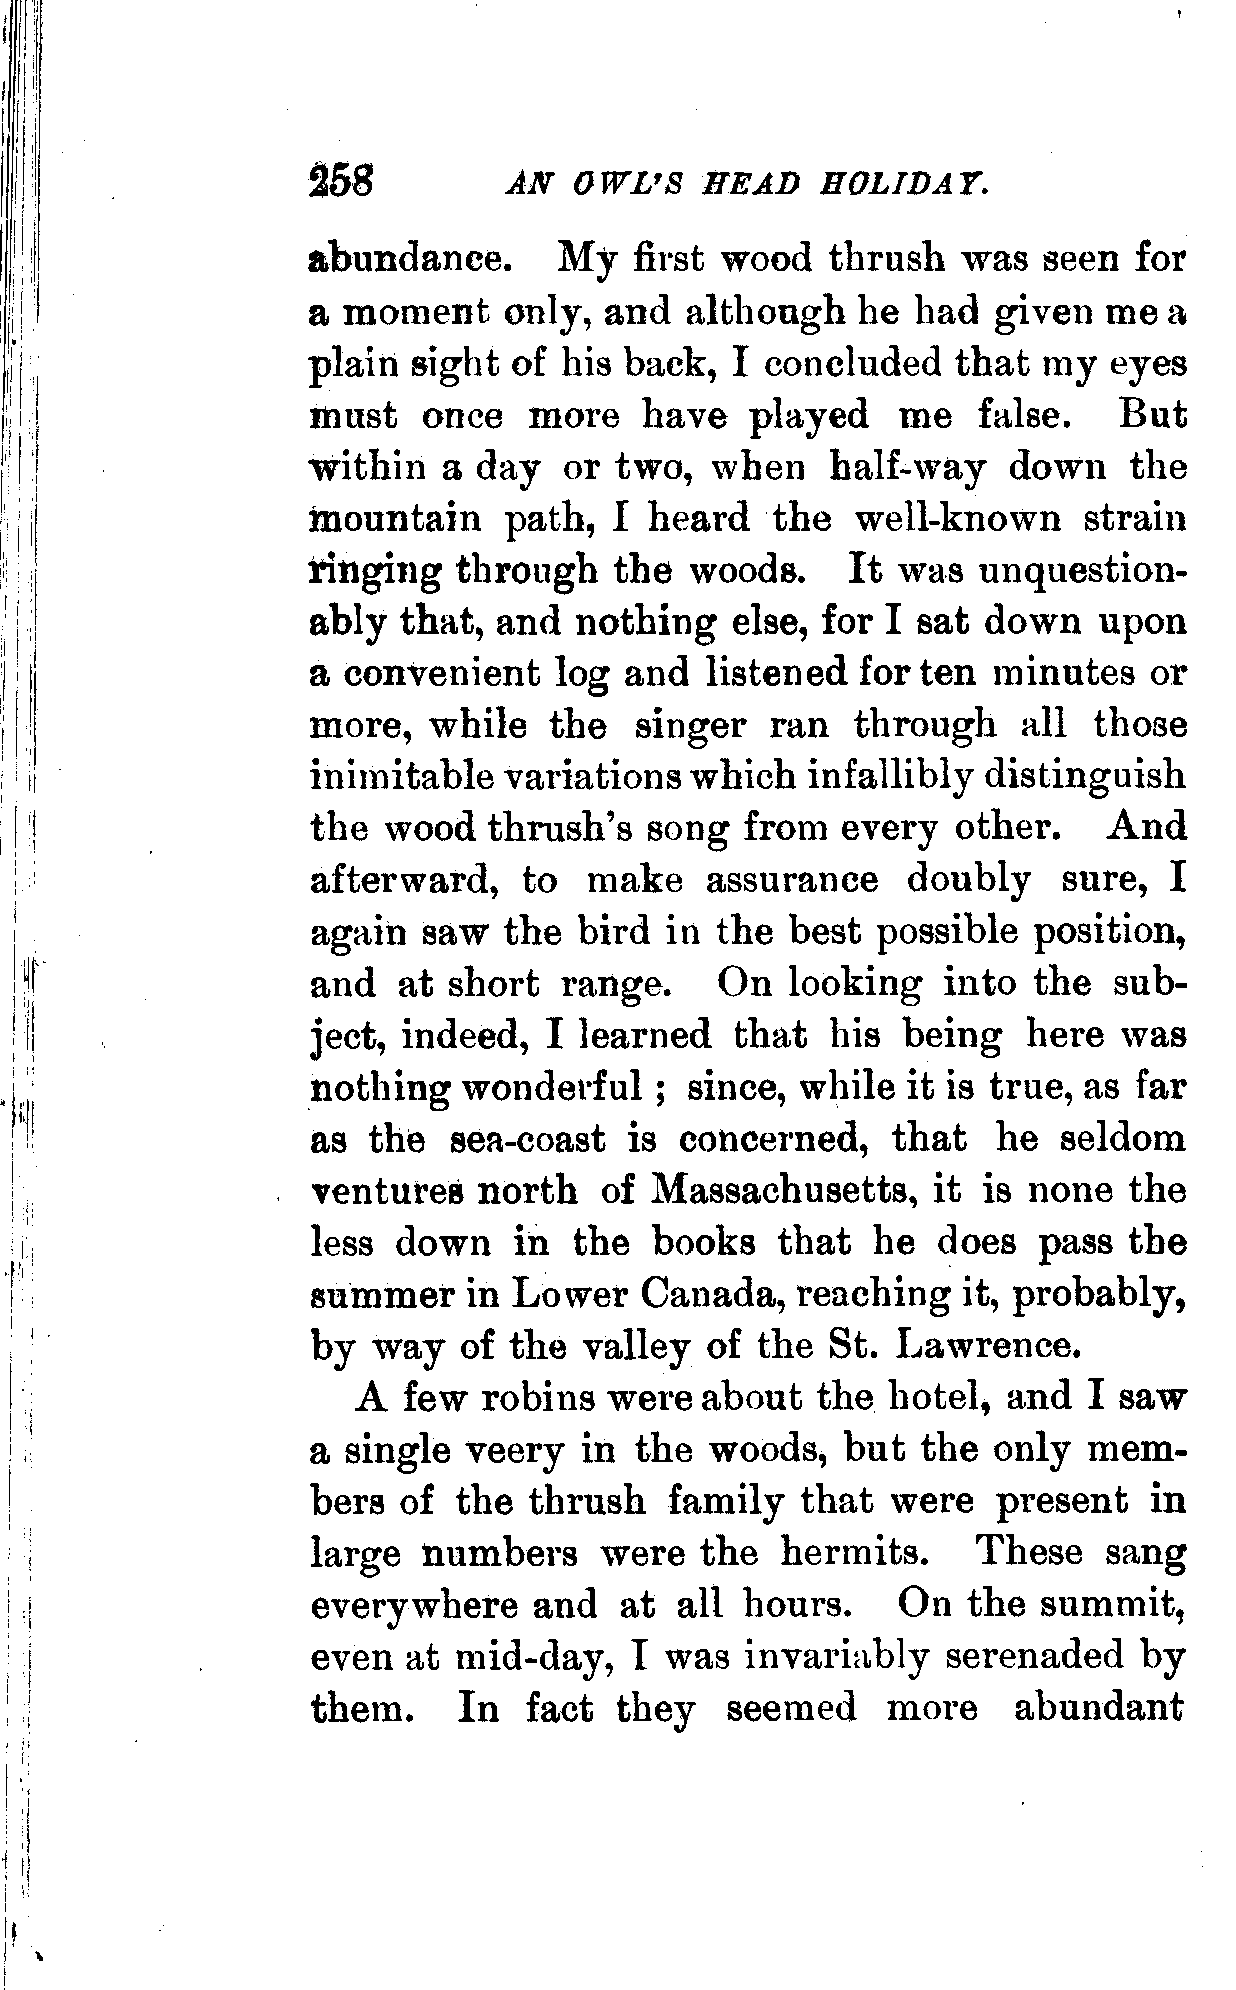 258 AN OWL'S HEAD HOLIDAY.
abundance. My first wood thrush was seen for
a moment only, and although he had given me a
plain sight of his back, I concluded that my eyes
must once more have played me false. But
within a day or two, when half-way down the
mountain path, I heard the well-known strain
ringing through the woods. It was unquestion-
ably that, and nothing else, for I sat down upon
a convenient log and listened for ten minutes or
more, while the singer ran through all those
inimitable variations which infallibly distinguish
the wood thrush's song from every other. And
afterward, to make assurance doubly sure, I
again saw the bird in the best possible position,
and at short range. On looking into the sub-
ject, indeed, I learned that his being here was
nothing wonderful ; since, while it is true, as far
as the sea-coast is concerned, that he seldom
ventures north of Massachusetts, it is none the
less down in the books that he does pass the
summer in Lower Canada, reaching it, probably,
by way of the valley of the St. Lawrence.
A few robins were about the hotel, and I saw
a single veery in the woods, but the only mem-
bers of the thrush family that were present in
large numbers were the hermits. These sang
everywhere and at all hours. On the summit,
even at mid-day, I was invariably serenaded by
them. In fact they seemed more abundant